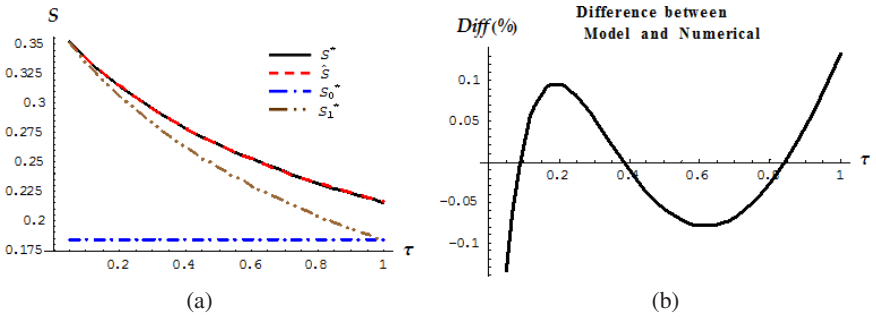 S
0.35
0.3
0.275
0.25
0.225
0.2
0.175
0.2
0.4
0.6
0.8
1
τ
S*
Ŝ
S₀*
S₁*
(a)
Difference between
Model and Numerical
Diff(%)
0.1
0.05
-0.05
-0.1
0.2
0.4
0.6
0.8
1
τ
(b)